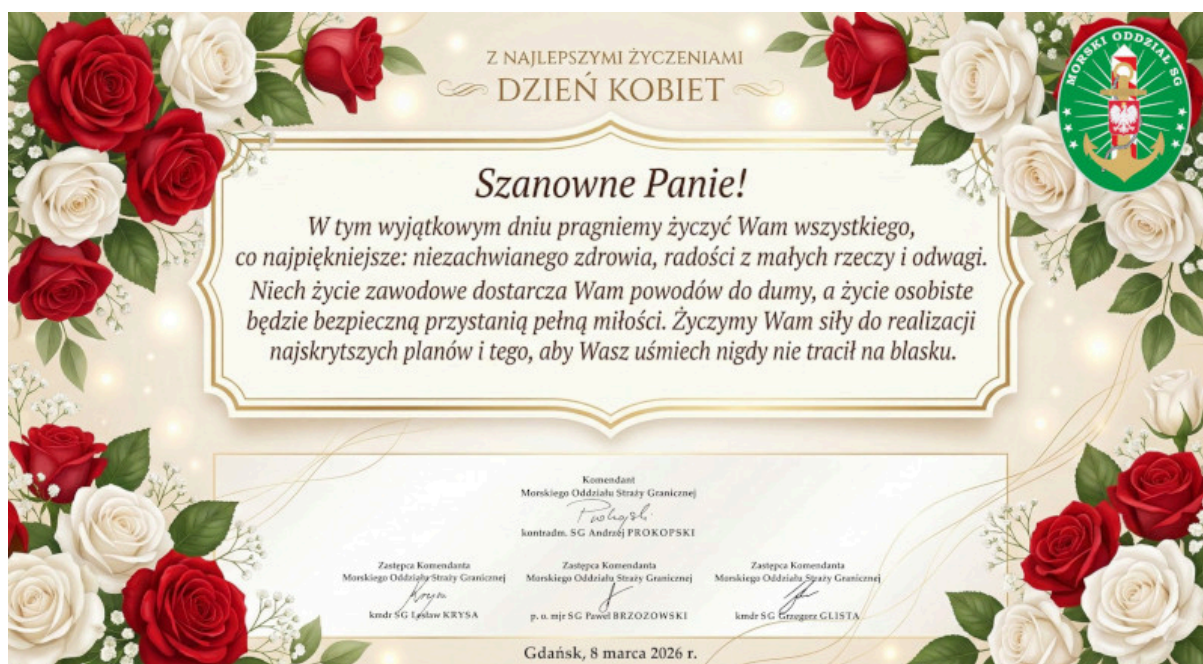 Z NAJLEPSZYMI ŻYCZENIAMI
DZIEŃ KOBIET
MORSKI ODDZIAŁ SG
Szanowne Panie!
W tym wyjątkowym dniu pragniemy życzyć Wam wszystkiego,
co najpiękniejsze: niezachwianego zdrowia, radości z małych rzeczy i odwagi.
Niech życie zawodowe dostarcza Wam powodów do dumy, a życie osobiste
będzie bezpieczną przystanią pełną miłości. Życzymy Wam siły do realizacji
najskrytszych planów i tego, aby Wasz uśmiech nigdy nie tracił na blasku.
Komendant
Morskiego Oddziału Straży Granicznej
kontradm. SG Andrzej PROKOPSKI
Zastępca Komendanta
Morskiego Oddziału Straży Granicznej
kmdr SG Lesław KRYSA
Zastępca Komendanta
Morskiego Oddziału Straży Granicznej
p. o. mjr SG Paweł BRZOZOWSKI
Zastępca Komendanta
Morskiego Oddziału Straży Granicznej
kmdr SG Grzegorz GLISTA
Gdańsk, 8 marca 2026 r.